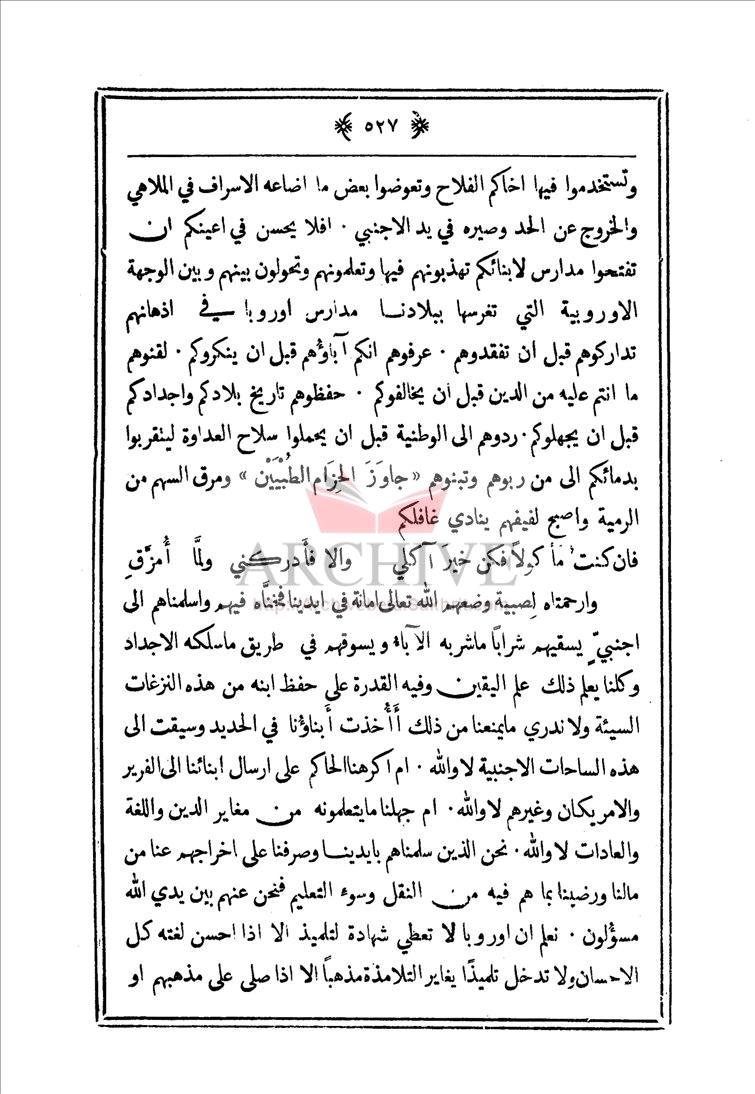 ٥٢٧
وتستخدموا فيها اخاكم الفلاح وتعوضوا بعض ما اضاعه الاسراف في الملاهي
والخروج عن الحد وصيره في يد الاجنبي . افلا يحسن في اعينكم ان
تفتحوا مدارس لابنائكم تهذبونهم فيها وتعلمونهم وتحولون بينهم وبين الوجهة
الاوروبية التي تغرسها ببلادنا مدارس اوروبا في اذهانهم
تداركوهم قبل ان تفقدوهم . عرفوهم انكم آباؤهم قبل ان ينكروكم . لقنوهم
ما انتم عليه من الدين قبل ان يخالفوكم . حفظوهم تاريخ بلادكم واجدادكم
قبل ان يجهلوكم . ردوهم الى الوطنية قبل ان يحملوا سلاح العداوة ليتقربوا
بدمائكم الى من ربوهم وتبنوهم « جاوَزَ الحِزَام الطُبْيَيْن » ومرق السهم من
الرمية واصبح لفيفهم ينادي غافلكم
فان كنت مأكولاً فكن خيرَ آكلي والا فأدركني ولمَّا أُمزَّقِ
وارحمتاه لِصبية وضعهم الله تعالى امانة في ايدينا فخنَّاه فيهم واسلمناهم الى
اجنبيٍّ يسقيهم شرابًا ماشربه الآباء ويسوقهم في طريق ماسلكه الاجداد
وكلنا يعلم ذلك علم اليقين وفيه القدرة على حفظ ابنه من هذه النزغات
السيئة ولا ندري مايمنعنا من ذلك أَأُخذت أبناؤنا في الحديد وسيقت الى
هذه الساحات الاجنبية لا والله . ام اكرهنا الحاكم على ارسال ابنائنا الى الفرير
والامريكان وغيرهم لا والله . ام جهلنا مايتعلمونه من مغاير الدين واللغة
والعادات لا والله . نحن الذين سلمناهم بايدينا وصرفنا على اخراجهم عنا من
مالنا ورضينا بما هم فيه من النقل وسوء التعليم فنحن عنهم بين يدي الله
مسؤلون . نعلم ان اوروبا لا تعطي شهادة لتلميذ الا اذا احسن لغته كل
الاحسان ولا تدخل تلميذًا يغاير التلامذة مذهبًا الا اذا صلى على مذهبهم او
ARCHIVE